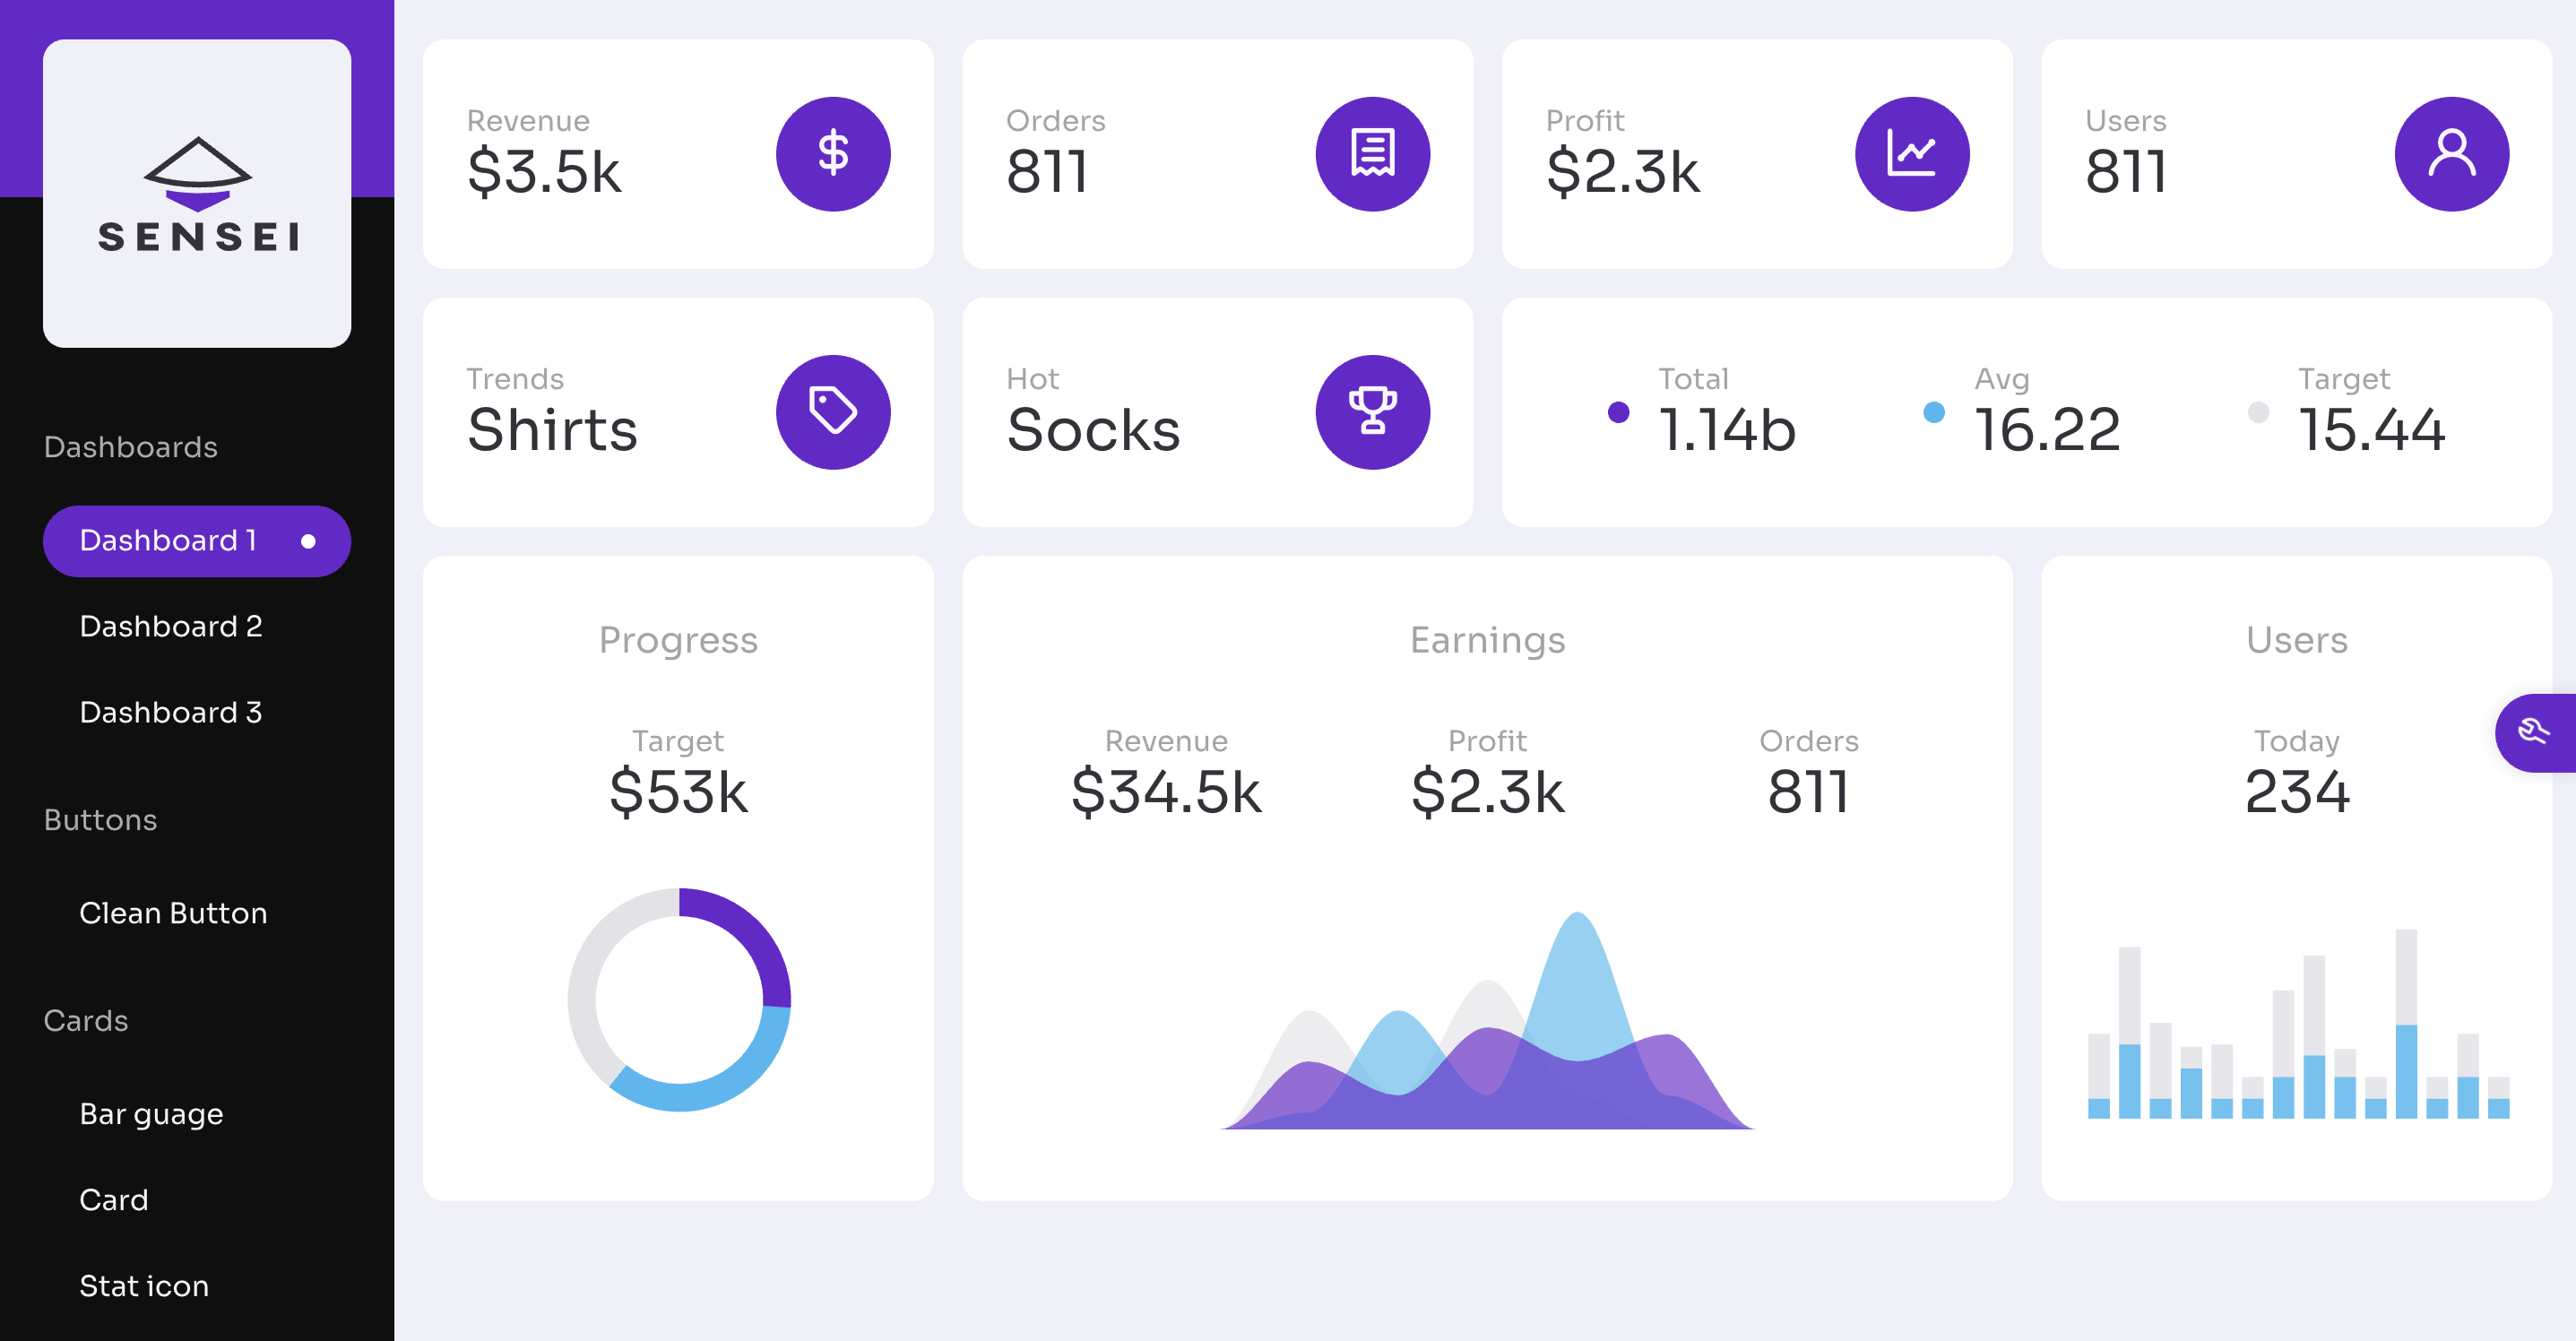 SENSEI
Dashboards
Dashboard 1
Dashboard 2
Dashboard 3
Buttons
Clean Button
Cards
Bar guage
Card
Stat icon
Revenue
$3.5k
Orders
811
Profit
$2.3k
Users
811
Trends
Shirts
Hot
Socks
Total
1.14b
Avg
16.22
Target
15.44
Progress
Target
$53k
Earnings
Revenue
$34.5k
Profit
$2.3k
Orders
811
Users
Today
234